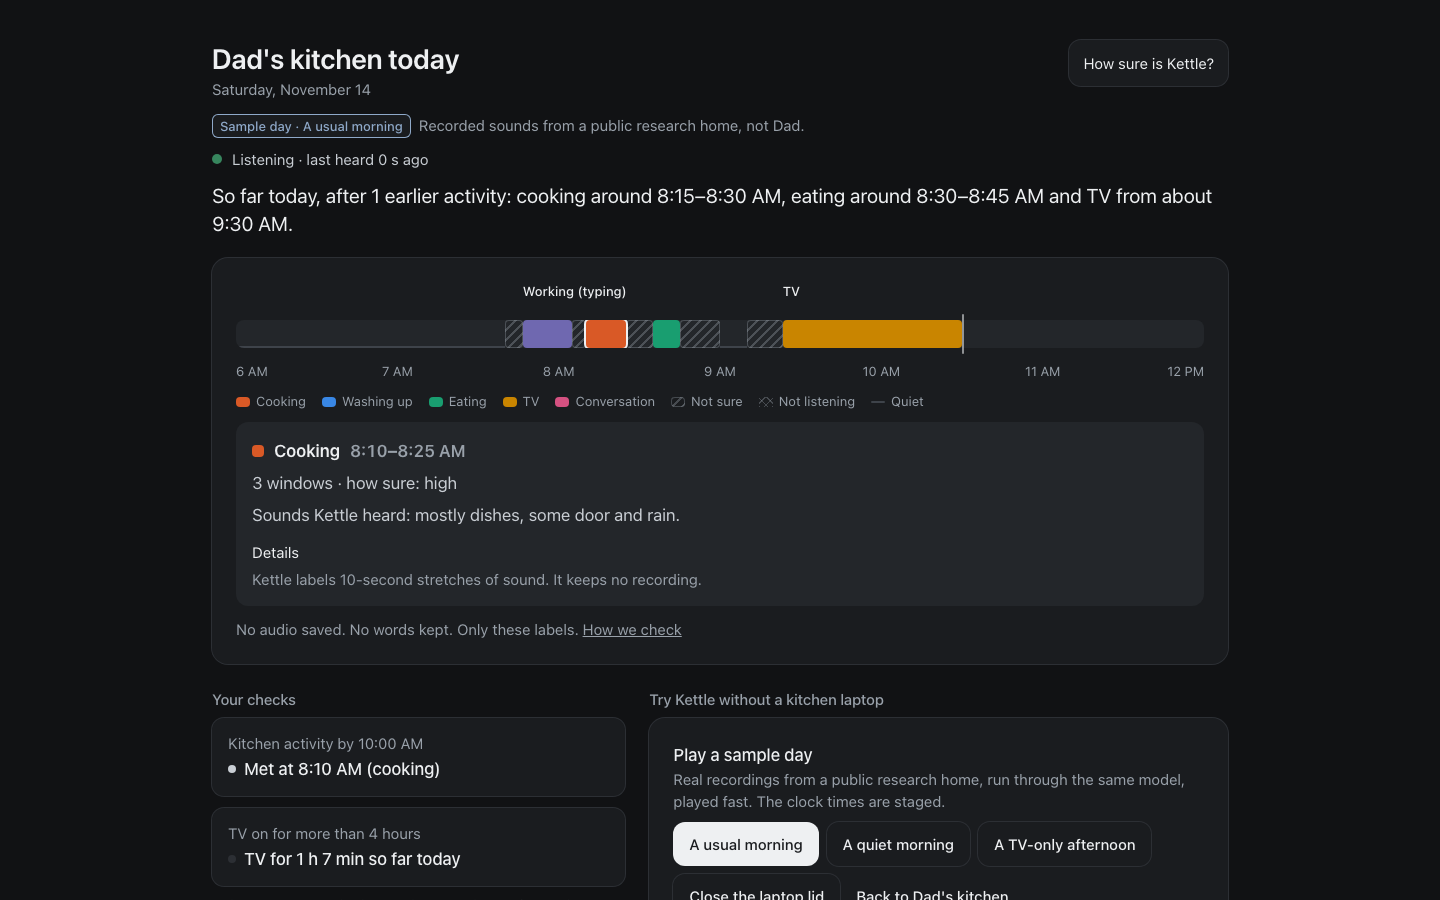 Dad's kitchen today
How sure is Kettle?
Saturday, November 14
Sample day · A usual morning Recorded sounds from a public research home, not Dad.
Listening · last heard 0 s ago
So far today, after 1 earlier activity: cooking around 8:15–8:30 AM, eating around 8:30–8:45 AM and TV from about
9:30 AM.
Working (typing) TV
6 AM 7 AM 8 AM 9 AM 10 AM 11 AM 12 PM
Cooking Washing up Eating TV Conversation Not sure Not listening Quiet
Cooking 8:10–8:25 AM
3 windows · how sure: high
Sounds Kettle heard: mostly dishes, some door and rain.
Details
Kettle labels 10-second stretches of sound. It keeps no recording.
No audio saved. No words kept. Only these labels. How we check
Your checks
Kitchen activity by 10:00 AM
Met at 8:10 AM (cooking)
TV on for more than 4 hours
TV for 1 h 7 min so far today
Try Kettle without a kitchen laptop
Play a sample day
Real recordings from a public research home, run through the same model,
played fast. The clock times are staged.
A usual morning A quiet morning A TV-only afternoon
Close the laptop lid Back to Dad's kitchen